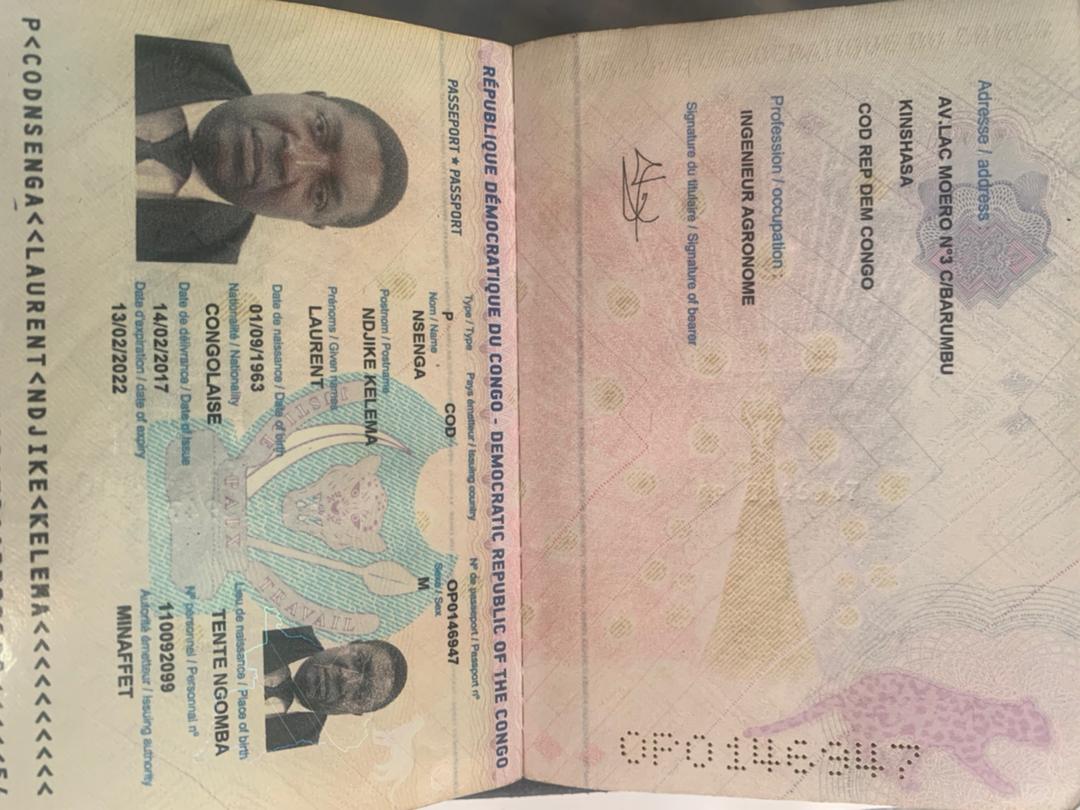 Adresse / address :
AV.LAC MOERO N°3 C/BARUMBU
KINSHASA
COD REP DEM CONGO
Profession / occupation :
INGENIEUR AGRONOME
Signature du titulaire / Signature of bearer
OP0146947
RÉPUBLIQUE DÉMOCRATIQUE DU CONGO - DEMOCRATIC REPUBLIC OF THE CONGO
PASSEPORT ★ PASSPORT
Type / Type Pays émetteur / Issuing country N° de passeport / Passport n°
P COD OP0146947
Nom / Name Sexe / Sex
NSENGA M
Postnom / Postname
NDJIKE KELEMA
Prénoms / Given names
LAURENT
Date de naissance / Date of birth Lieu de naissance / Place of birth
01/09/1963 TENTE NGOMBA
Nationalité / Nationality N° personnel / Personnal n°
CONGOLAISE 110092099
Date de délivrance / Date of issue Autorité émetteur / Issuing authority
14/02/2017 MINAFFET
Date d'expiration / date of expiry
13/02/2022
PAIX
TRAVAIL
P<CODNSENGA<<LAURENT<NDJIKE<KELEMA<<<<<<<<<<